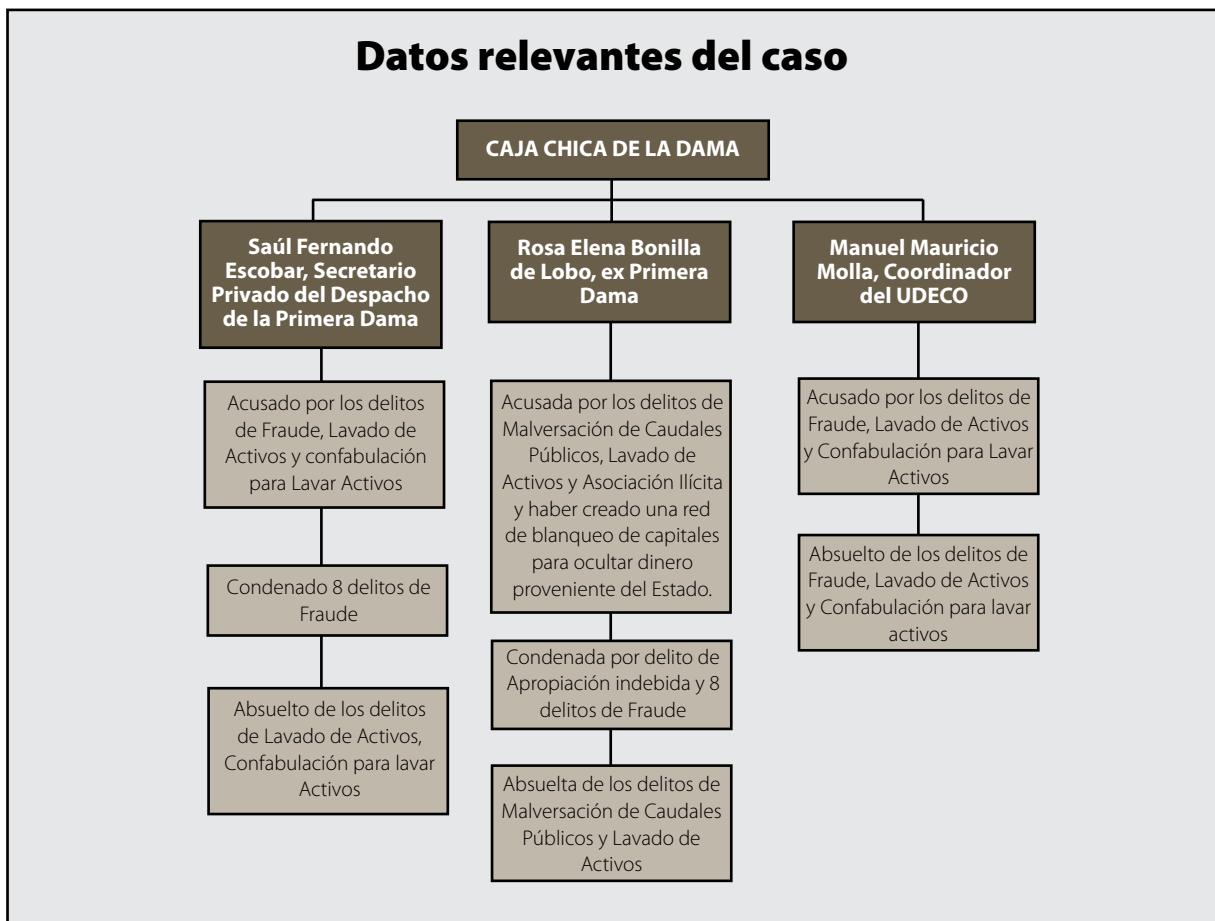 Datos relevantes del caso
CAJA CHICA DE LA DAMA
Saúl Fernando
Escobar, Secretario
Privado del Despacho
de la Primera Dama
Acusado por los delitos
de Fraude, Lavado de
Activos y confabulación
para Lavar Activos
Condenado 8 delitos de
Fraude
Absuelto de los delitos
de Lavado de Activos,
Confabulación para lavar
Activos
Rosa Elena Bonilla
de Lobo, ex Primera
Dama
Acusada por los delitos de
Malversación de Caudales
Públicos, Lavado de
Activos y Asociación Ilícita
y haber creado una red
de blanqueo de capitales
para ocultar dinero
proveniente del Estado.
Condenada por delito de
Apropiación indebida y 8
delitos de Fraude
Absuelta de los delitos de
Malversación de Caudales
Públicos y Lavado de
Activos
Manuel Mauricio
Molla, Coordinador
del UDECO
Acusado por los delitos de
Fraude, Lavado de Activos
y Confabulación para Lavar
Activos
Absuelto de los delitos de
Fraude, Lavado de Activos
y Confabulación para lavar
activos